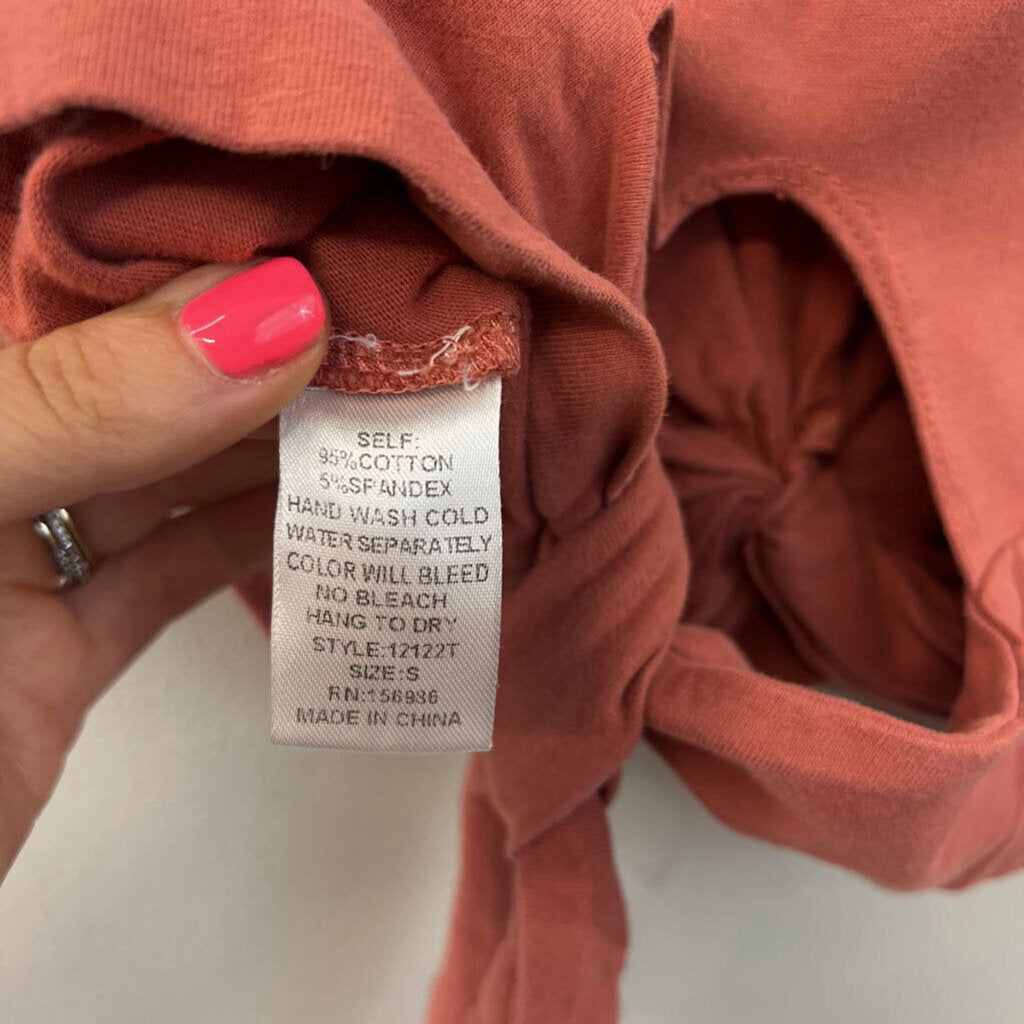 SELF:
95%COTTON
5%SPANDEX
HAND WASH COLD
WATER SEPARATELY
COLOR WILL BLEED
NO BLEACH
HANG TO DRY
STYLE:12122T
SIZE:S
RN:156986
MADE IN CHINA